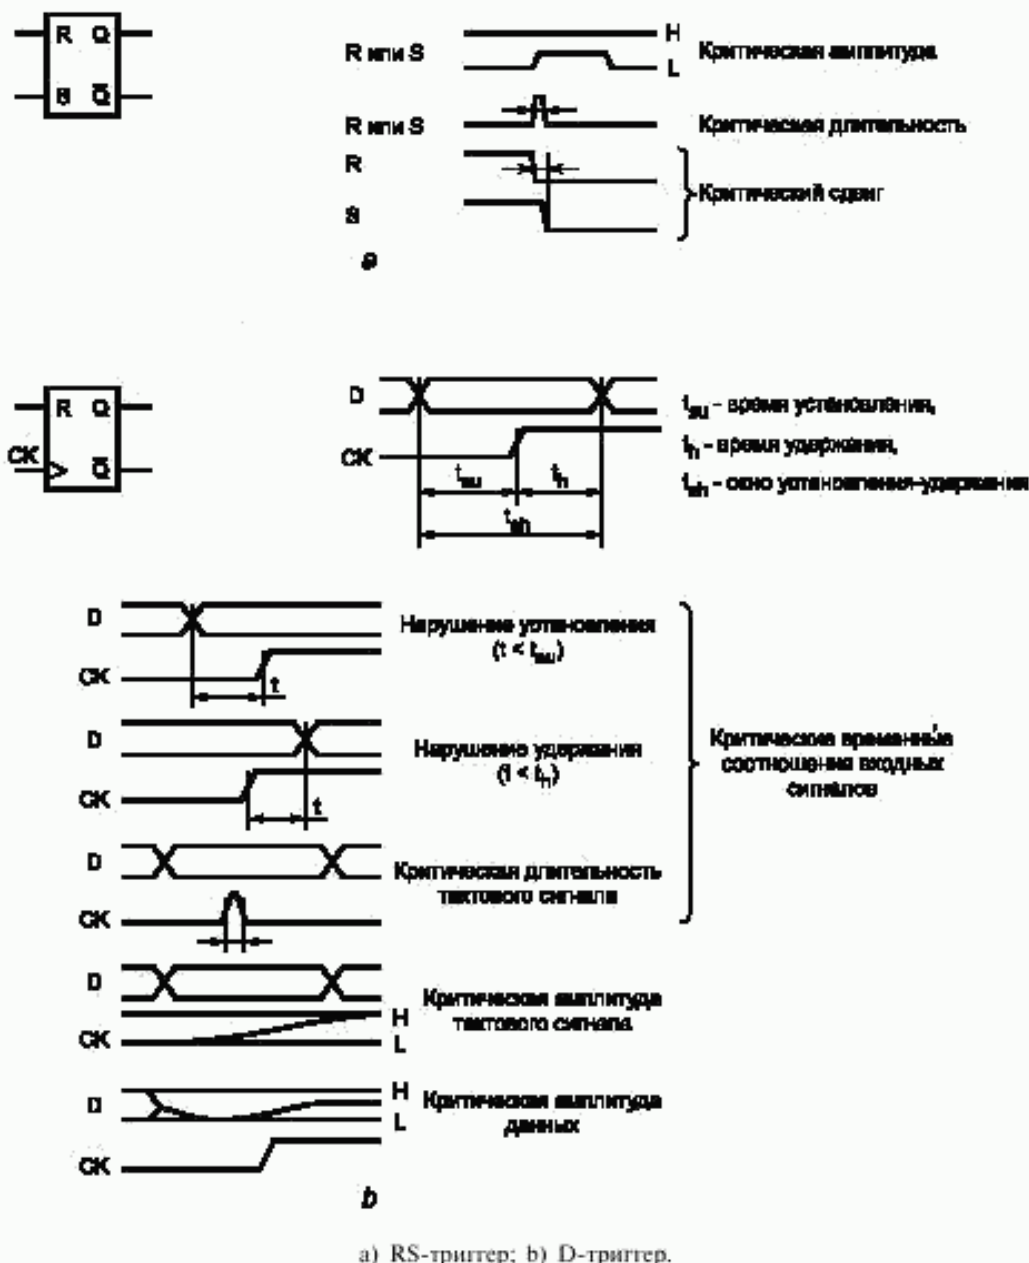 R Q
S Q
R или S
H
L
Критическая амплитуда
R или S
Критическая длительность
R
S
Критический сдвиг
a
R Q
CK
Q
D
CK
t_su
t_h
t_sh
t_su - время установления,
t_h - время удержания,
t_sh - окно установления-удержания
D
CK
t
Нарушение установления
(t < t_su)
D
CK
t
Нарушение удержания
(t < t_h)
Критические временные
соотношения входных
сигналов
D
CK
Критическая длительность
тактового сигнала
D
CK
H
L
Критическая амплитуда
тактового сигнала
D
H
L
Критическая амплитуда
данных
CK
b
a) RS-триггер; b) D-триггер.